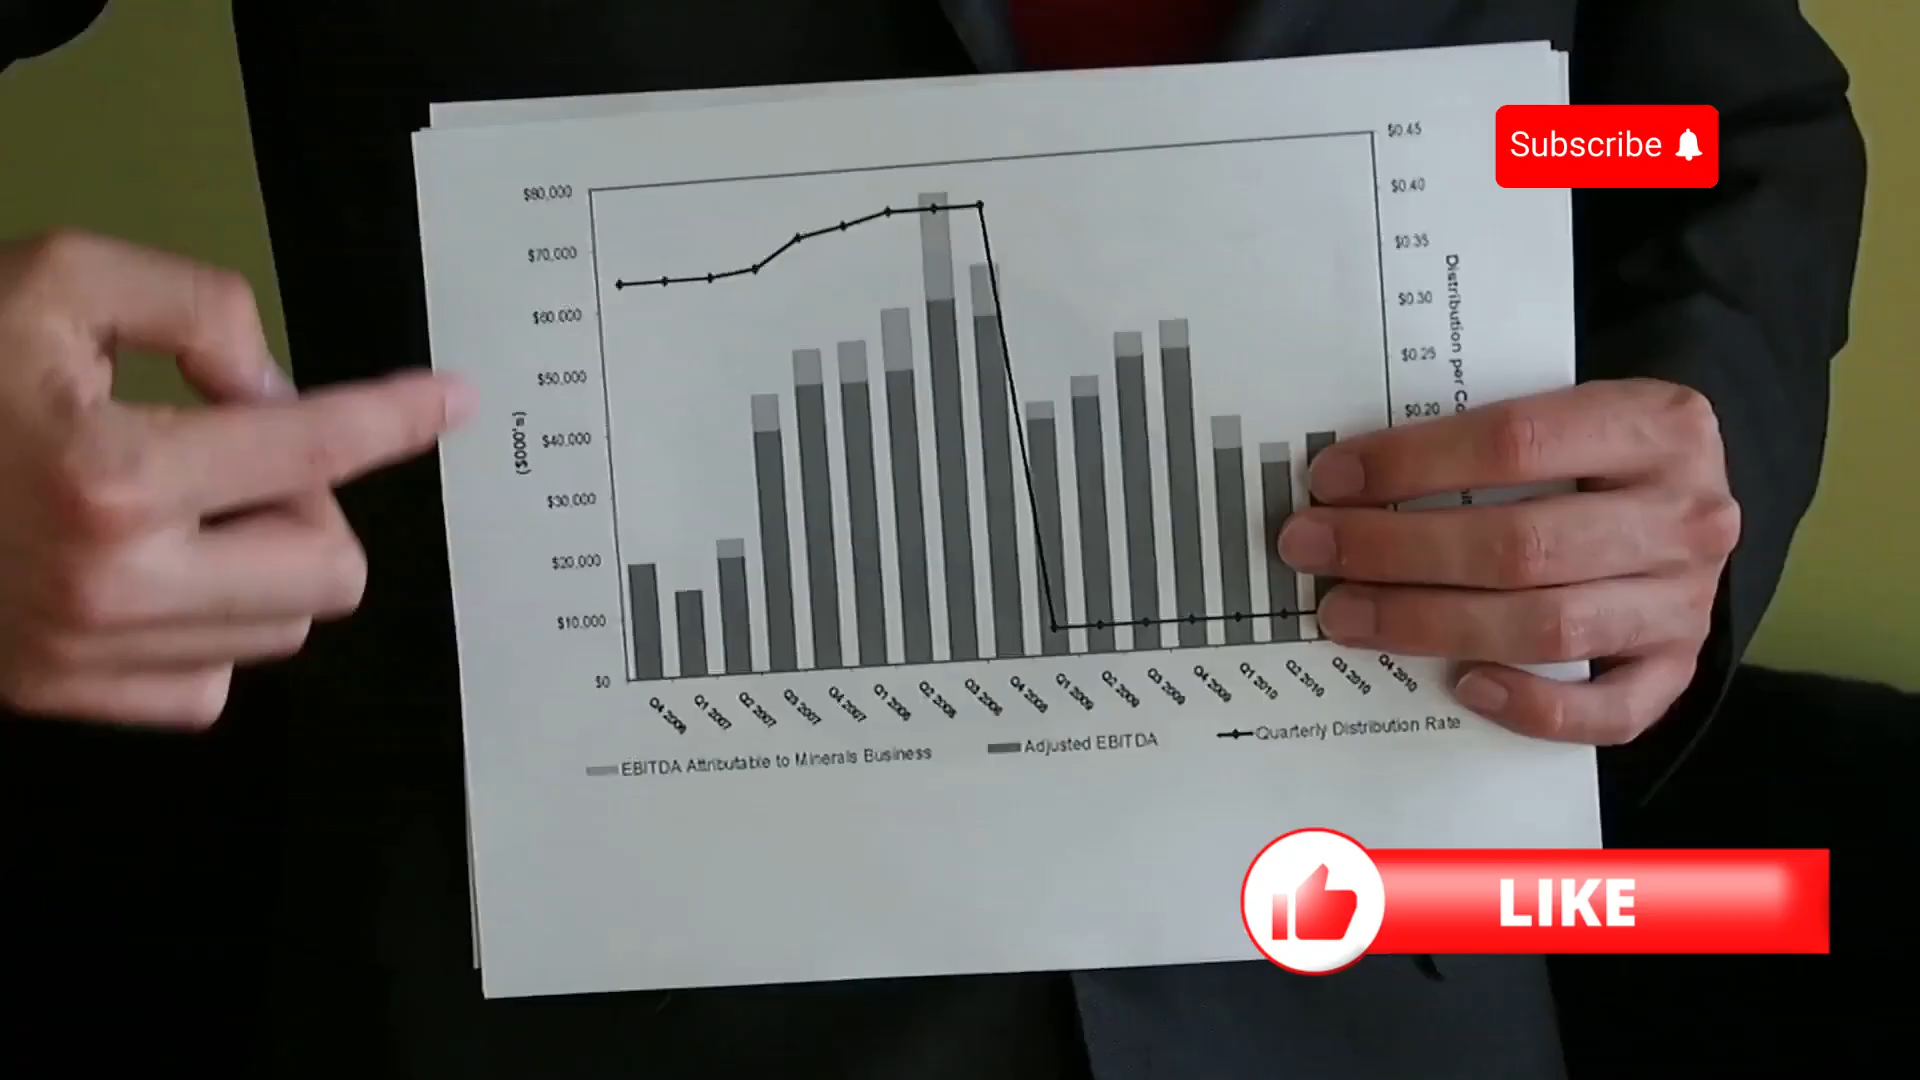 Subscribe
$0.45
$80,000
$0.40
$70,000
$0.35
Distribution per
$60,000
$0.30
$50,000
$0.25
($000's)
$40,000
$0.20
$30,000
$20,000
$10,000
$0
Q4 2006
Q1 2007
Q2 2007
Q3 2007
Q4 2007
Q1 2008
Q2 2008
Q3 2008
Q4 2008
Q1 2009
Q2 2009
Q3 2009
Q4 2009
Q1 2010
Q2 2010
Q3 2010
Q4 2010
EBITDA Attributable to Minerals Business
Adjusted EBITDA
Quarterly Distribution Rate
LIKE